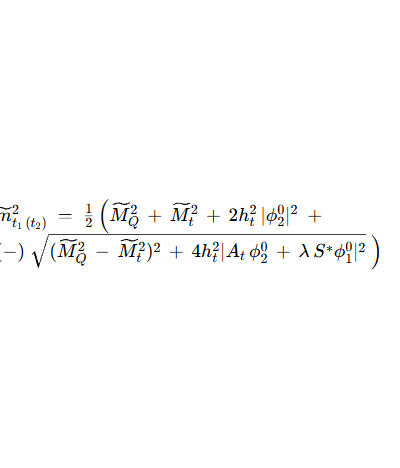 m̃²_{t₁ (t₂)} = ½ ( M̃²_Q + M̃²_t + 2h²_t |ϕ⁰₂|² +
(−) √((M̃²_Q − M̃²_t)² + 4h²_t|A_t ϕ⁰₂ + λ S*ϕ⁰₁|²) )